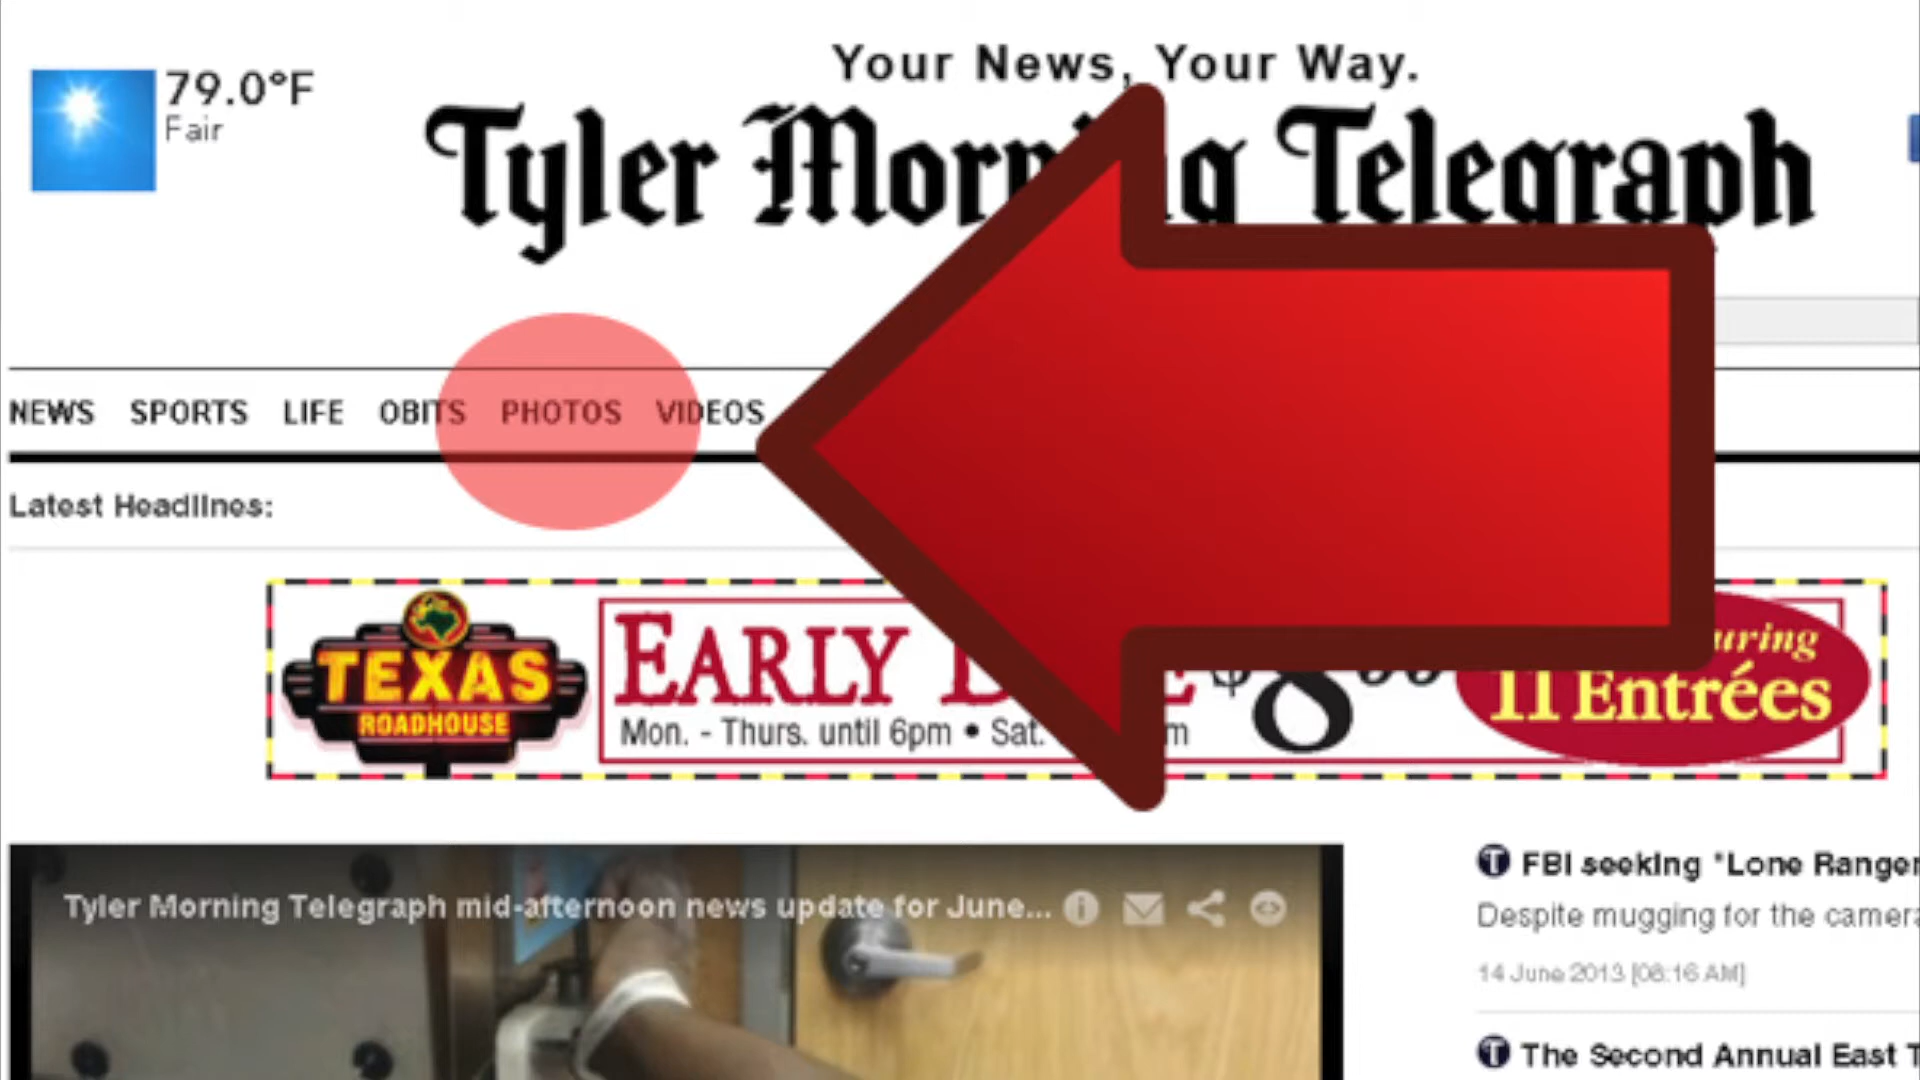 Your News, Your Way.
79.0°F
Fair
Tyler Telegraph
NEWS SPORTS LIFE OBITS PHOTOS VIDEOS
Latest Headlines:
TEXAS
ROADHOUSE
EARLY
Mon. - Thurs. until 6pm • Sat.
$8
11 Entrées
Tyler Morning Telegraph mid-afternoon news update for June...
FBI seeking "Lone Ranger
Despite mugging for the camera
14 June 2013 [08:16 AM]
The Second Annual East T